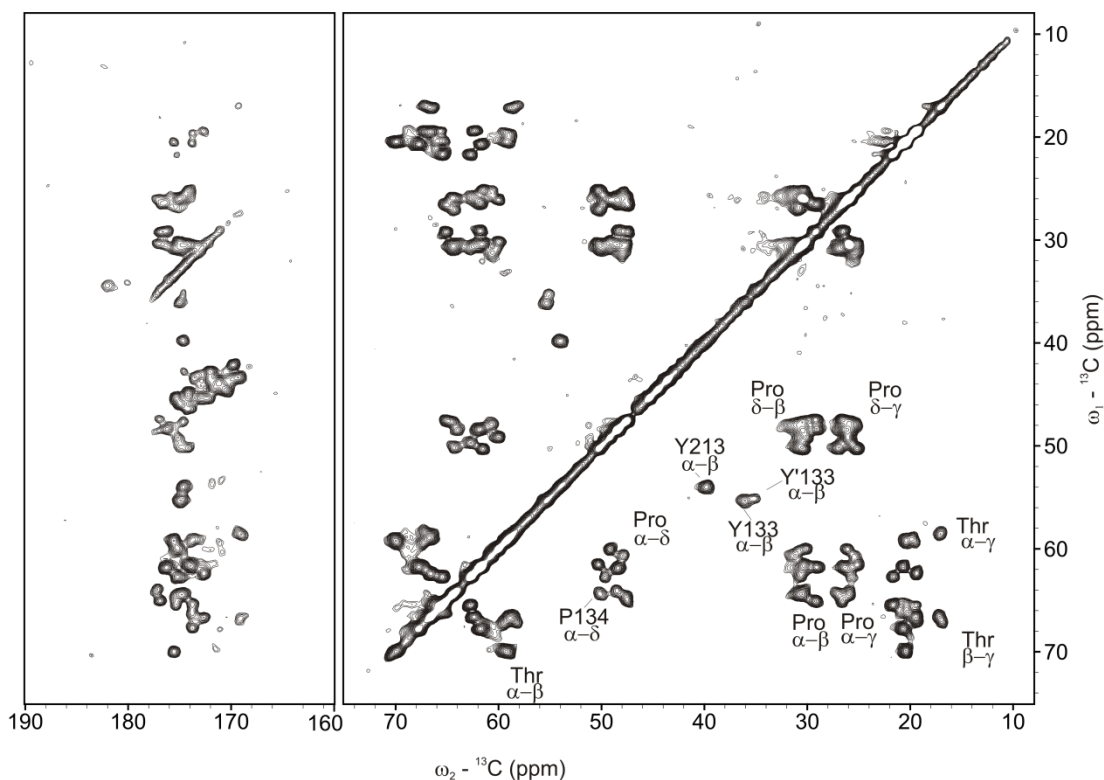 10
20
30
40
50
60
70
ω₁ - ¹³C (ppm)
Pro
δ–β
Pro
δ–γ
Y213
α–β
Y'133
α–β
Y133
α–β
Pro
α–δ
P134
α–δ
Thr
α–γ
Pro
α–β
Pro
α–γ
Thr
β–γ
Thr
α–β
190 180 170 160 70 60 50 40 30 20 10
ω₂ - ¹³C (ppm)